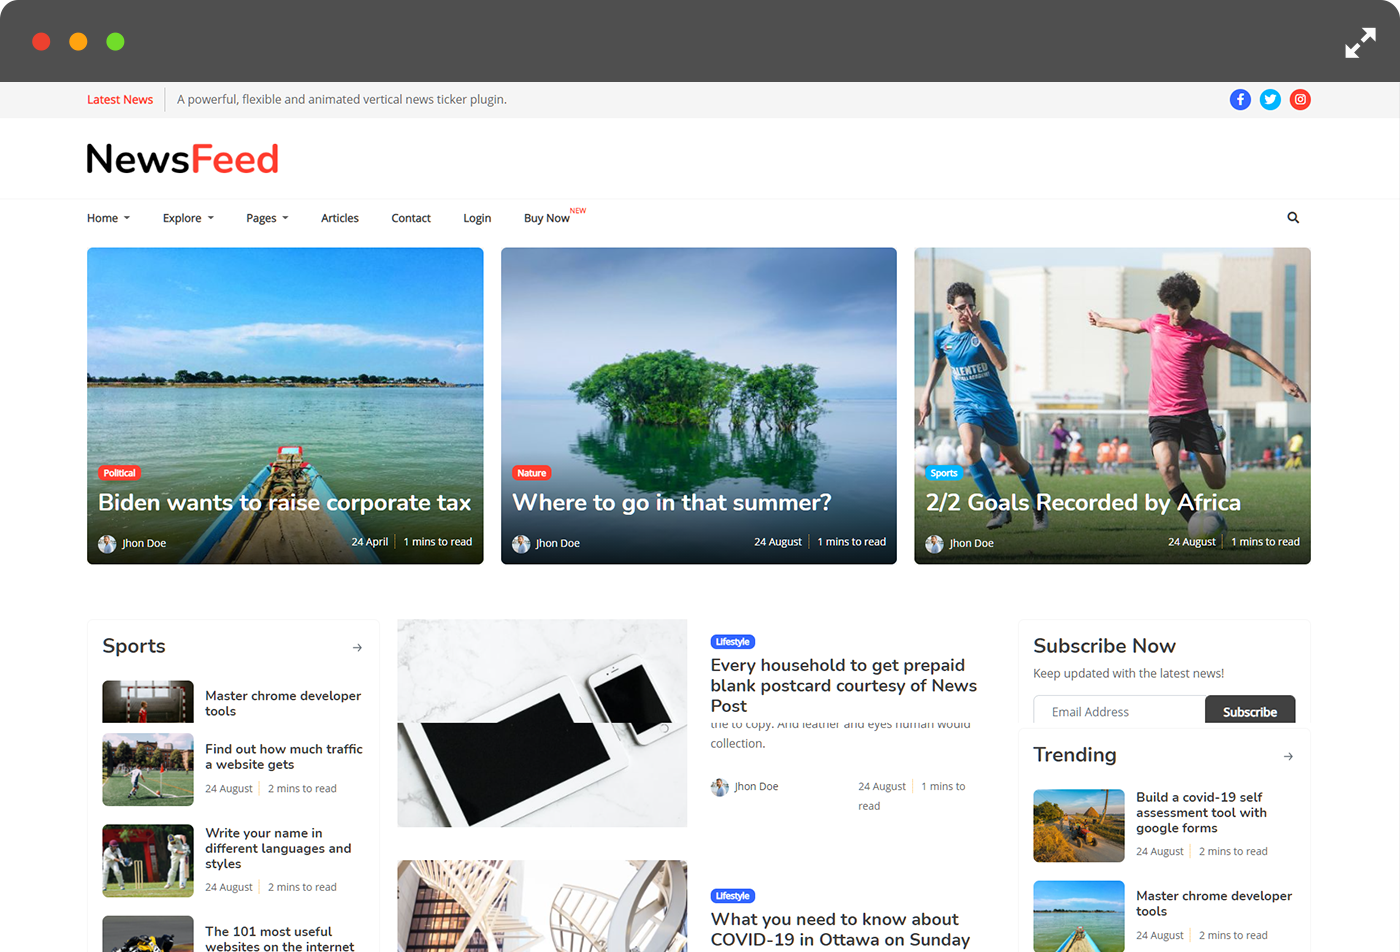 Latest News
A powerful, flexible and animated vertical news ticker plugin.
NewsFeed
Home
Explore
Pages
Articles
Contact
Login
Buy Now
NEW
Political
Biden wants to raise corporate tax
Jhon Doe
24 April
1 mins to read
Nature
Where to go in that summer?
Jhon Doe
24 August
1 mins to read
Sports
2/2 Goals Recorded by Africa
Jhon Doe
24 August
1 mins to read
Sports
Master chrome developer
tools
Find out how much traffic
a website gets
24 August
2 mins to read
Write your name in
different languages and
styles
24 August
2 mins to read
The 101 most useful
websites on the internet
Lifestyle
Every household to get prepaid
blank postcard courtesy of News
Post
the to copy. And leather and eyes human would
collection.
Jhon Doe
24 August
1 mins to
read
Lifestyle
What you need to know about
COVID-19 in Ottawa on Sunday
Subscribe Now
Keep updated with the latest news!
Email Address
Subscribe
Trending
Build a covid-19 self
assessment tool with
google forms
24 August
2 mins to read
Master chrome developer
tools
24 August
2 mins to read